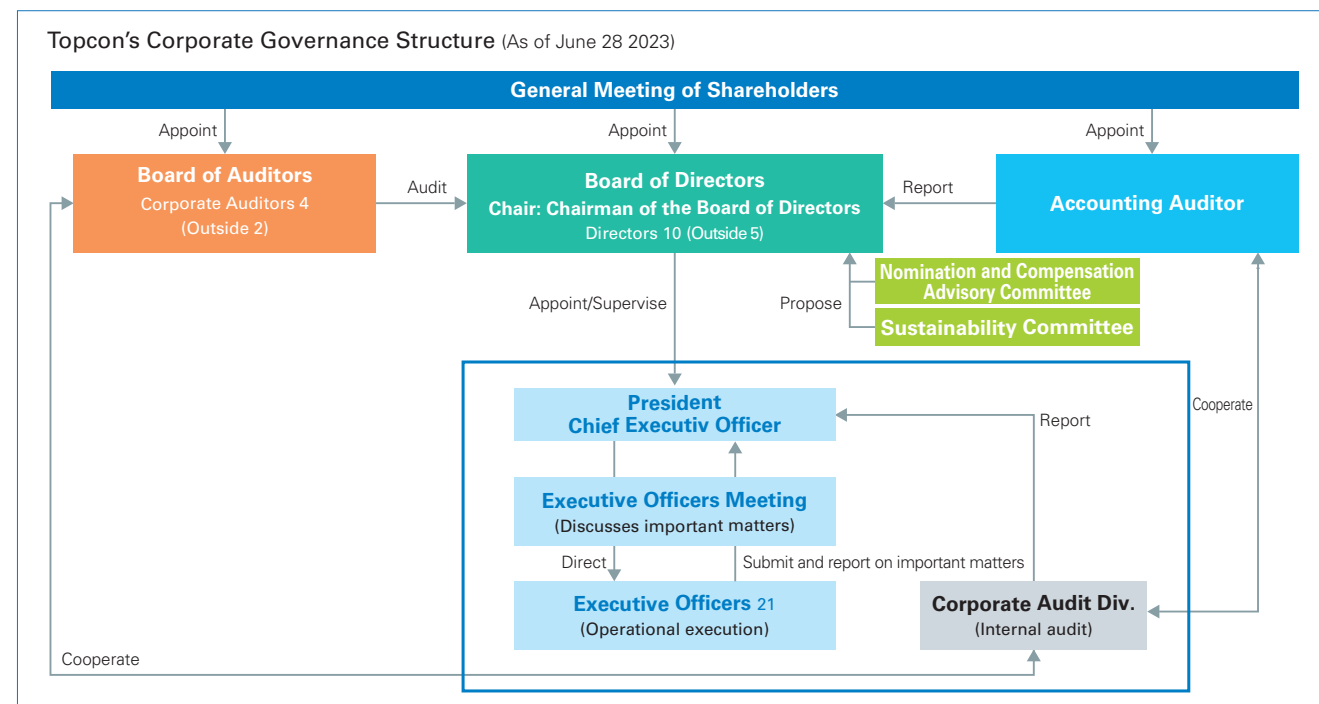 Topcon's Corporate Governance Structure (As of June 28 2023)
General Meeting of Shareholders
Appoint
Appoint
Appoint
Board of Auditors
Corporate Auditors 4
(Outside 2)
Audit
Board of Directors
Chair: Chairman of the Board of Directors
Directors 10 (Outside 5)
Report
Accounting Auditor
Nomination and Compensation
Advisory Committee
Appoint/Supervise
Propose
Sustainability Committee
President
Chief Executiv Officer
Report
Cooperate
Executive Officers Meeting
(Discusses important matters)
Direct
Submit and report on important matters
Executive Officers 21
(Operational execution)
Corporate Audit Div.
(Internal audit)
Cooperate